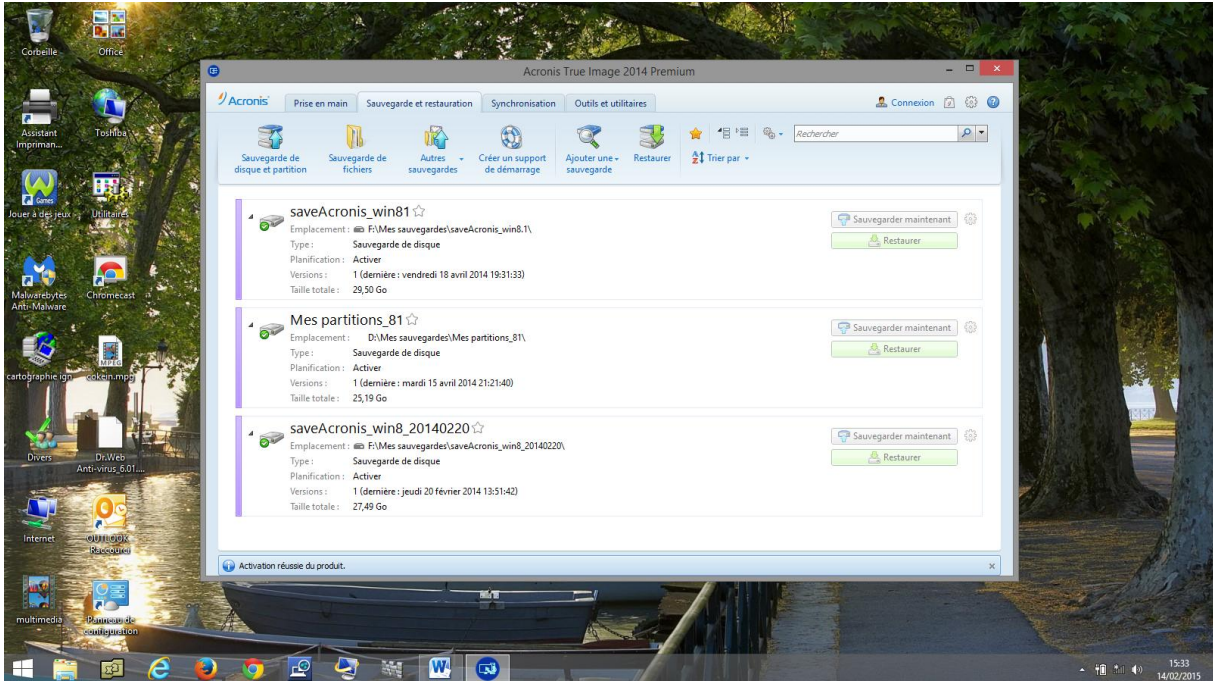 Corbeille
Office
Assistant
Impriman...
Toshiba
Jouer à des jeux
Utilitaires
Malwarebytes
Anti-Malware
Chromecast
cartographie ign
cokein.mpg
Divers
Dr.Web
Anti-virus_6.01....
Internet
OUTLOOK
Raccourci
multimedia
Panneau de
configuration
Games
MPEG
Acronis True Image 2014 Premium
Acronis
Prise en main
Sauvegarde et restauration
Synchronisation
Outils et utilitaires
Connexion
Sauvegarde de
disque et partition
Sauvegarde de
fichiers
Autres
sauvegardes
Créer un support
de démarrage
Ajouter une
sauvegarde
Restaurer
Trier par
Rechercher
saveAcronis_win81
Emplacement : F:\Mes sauvegardes\saveAcronis_win8.1\
Type : Sauvegarde de disque
Planification : Activer
Versions : 1 (dernière : vendredi 18 avril 2014 19:31:33)
Taille totale : 29,50 Go
Sauvegarder maintenant
Restaurer
Mes partitions_81
Emplacement : D:\Mes sauvegardes\Mes partitions_81\
Type : Sauvegarde de disque
Planification : Activer
Versions : 1 (dernière : mardi 15 avril 2014 21:21:40)
Taille totale : 25,19 Go
Sauvegarder maintenant
Restaurer
saveAcronis_win8_20140220
Emplacement : F:\Mes sauvegardes\saveAcronis_win8_20140220\
Type : Sauvegarde de disque
Planification : Activer
Versions : 1 (dernière : jeudi 20 février 2014 13:51:42)
Taille totale : 27,49 Go
Sauvegarder maintenant
Restaurer
Activation réussie du produit.
15:33
14/02/2015